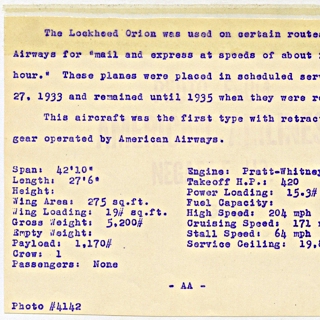 The Lockheed Orion was used on certain route
Airways for "mail and express at speeds of about
hour." These planes were placed in scheduled serv
27, 1933 and remained until 1935 when they were re
This aircraft was the first type with retrac
gear operated by American Airways.
Span: 42'10"
Length: 27'6"
Height:
Wing Area: 275 sq.ft.
Wing Loading: 19# sq.ft.
Gross Weight: 5,200#
Empty Weight:
Payload: 1,170#
Crew: 1
Passengers: None
Engine: Pratt-Whitney
Takeoff H.P.: 420
Power Loading: 15.3#
Fuel Capacity:
High Speed: 204 mph
Cruising Speed: 171
Stall Speed: 64 mph
Service Ceiling: 19,8
- AA -
Photo #4142